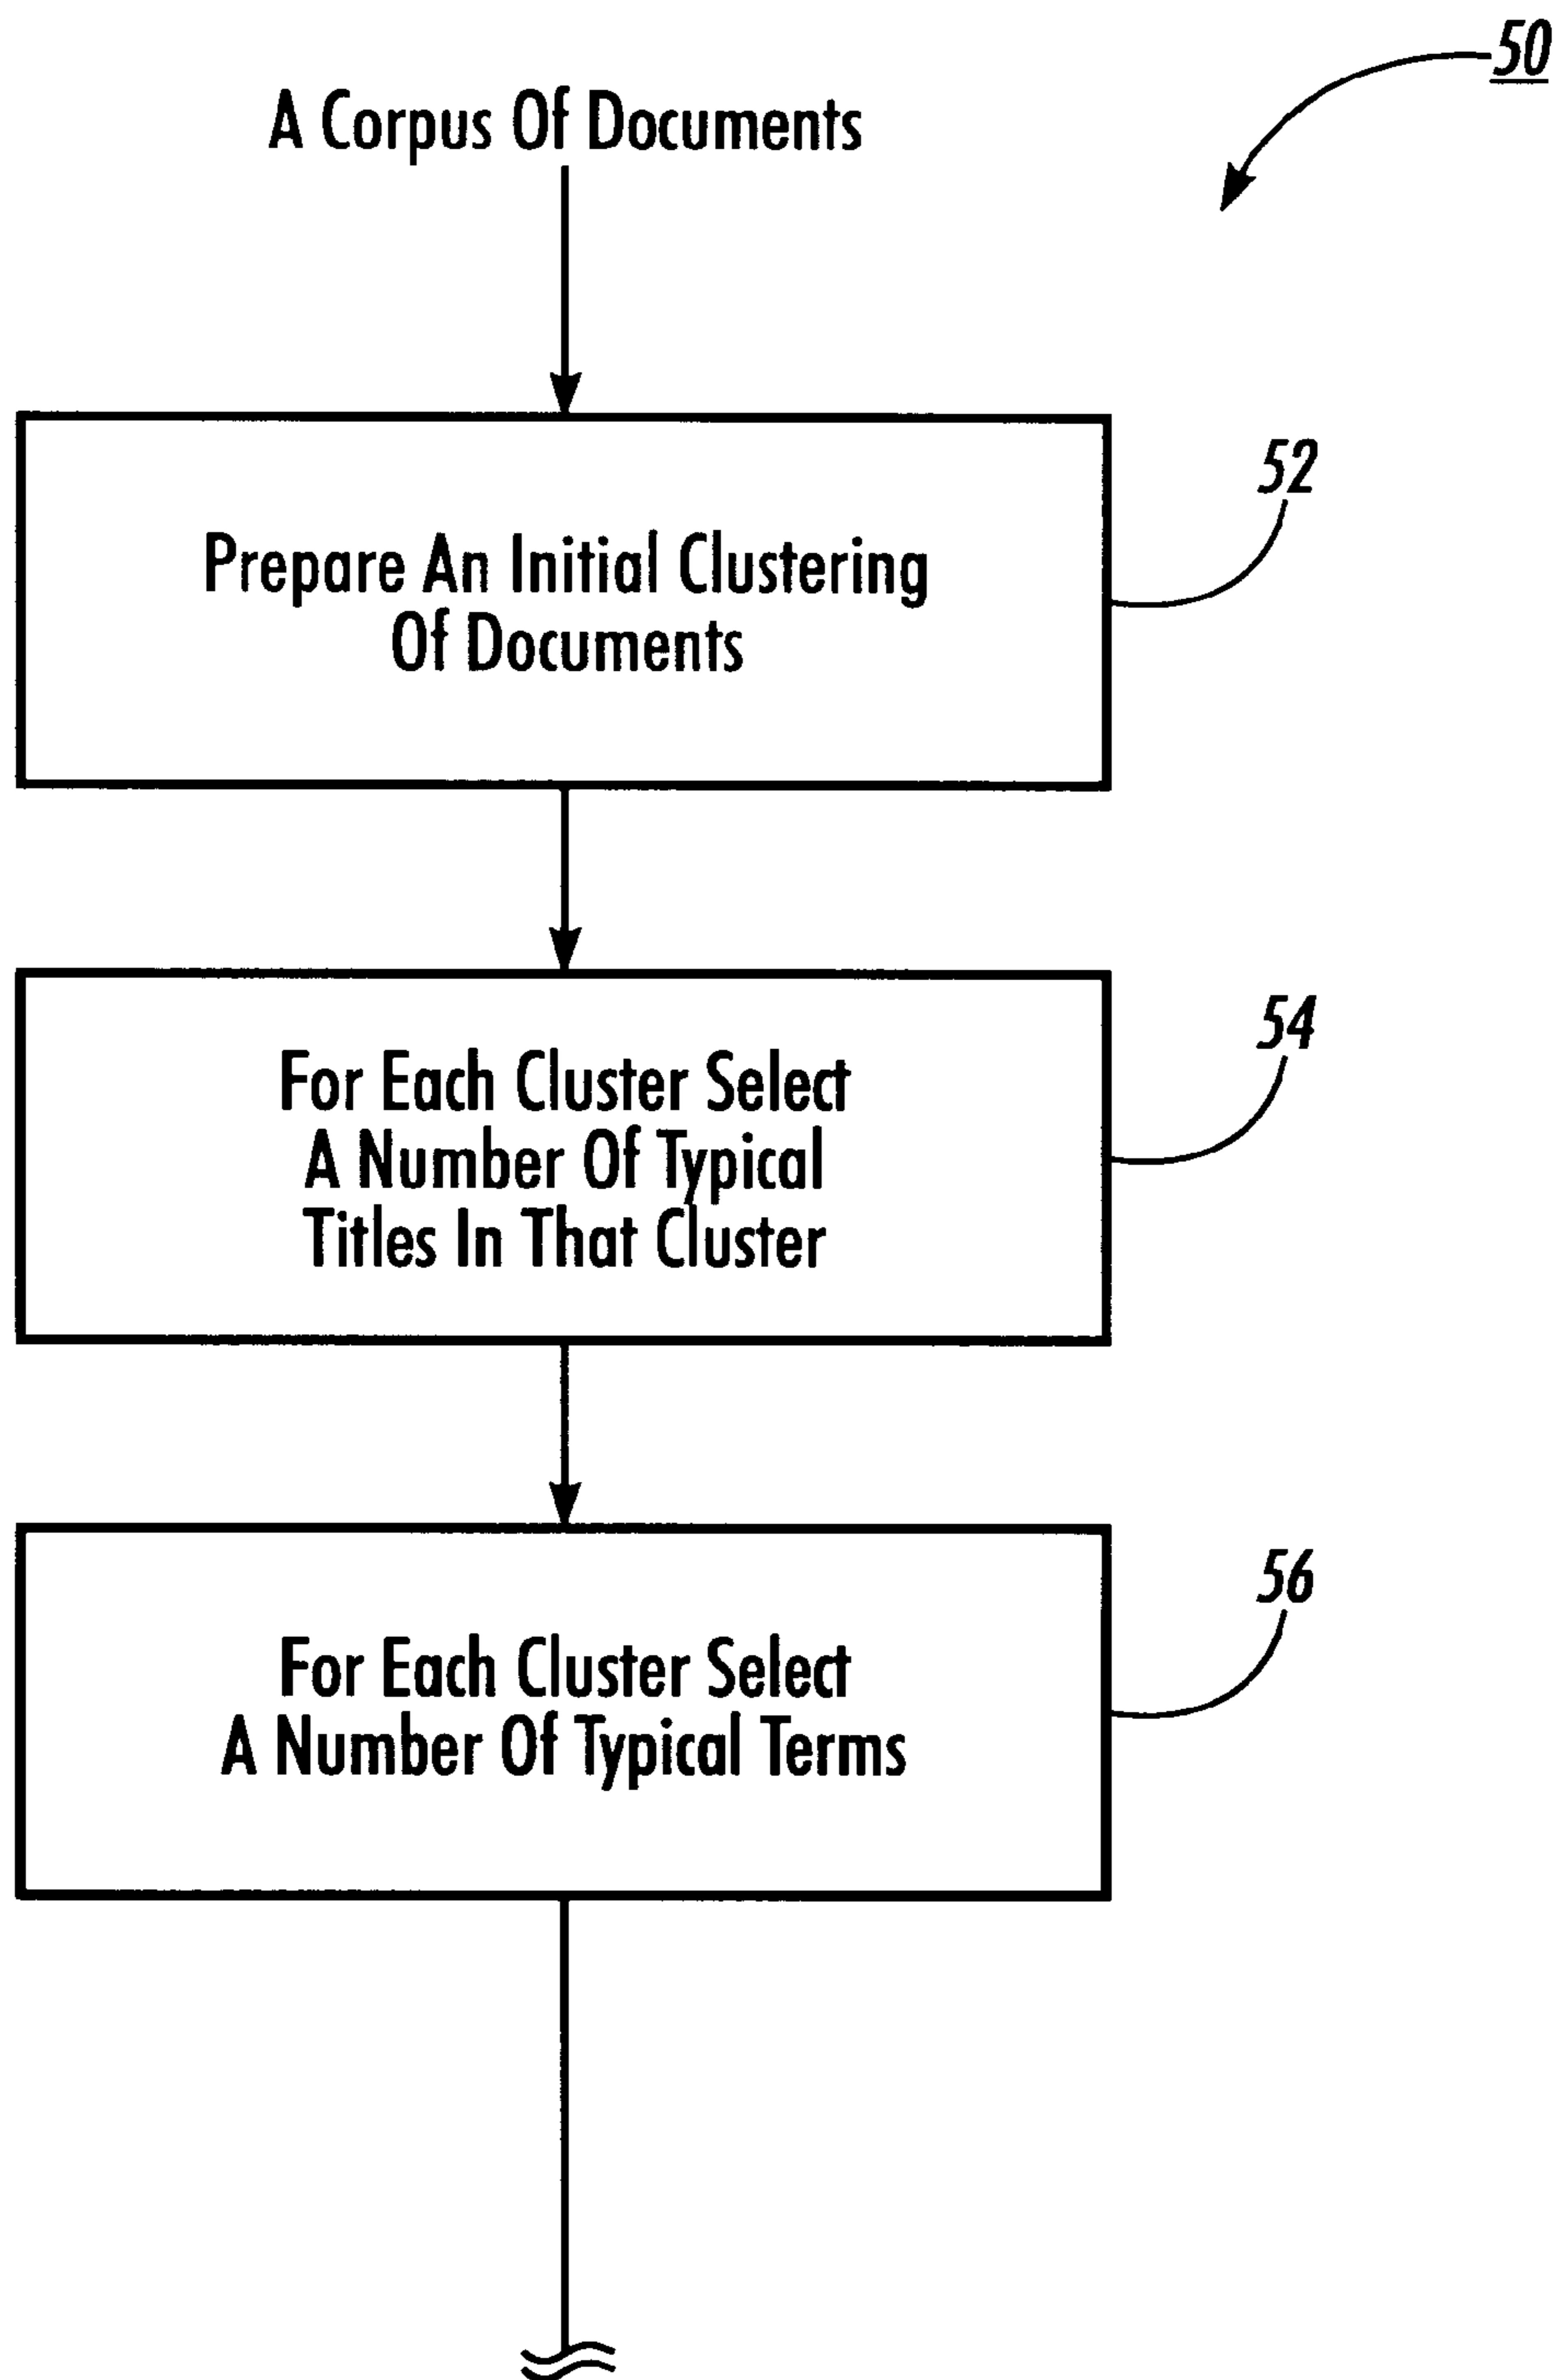 50
A Corpus Of Documents
52
Prepare An Initial Clustering
Of Documents
54
For Each Cluster Select
A Number Of Typical
Titles In That Cluster
56
For Each Cluster Select
A Number Of Typical Terms